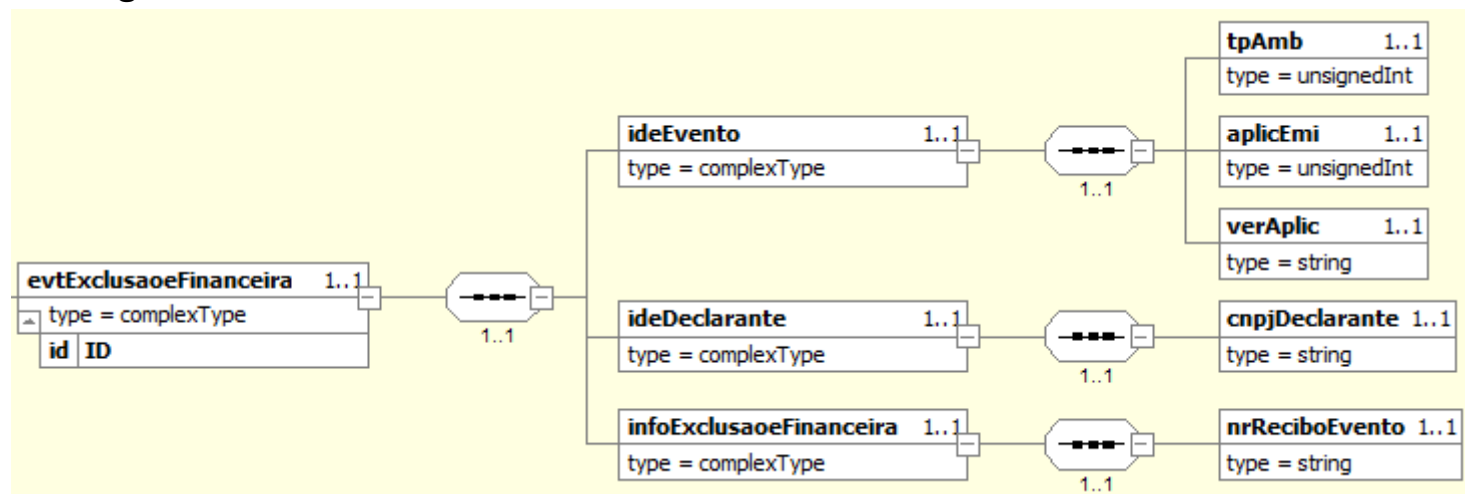 tpAmb 1..1
type = unsignedInt
ideEvento 1..1
type = complexType
1..1
aplicEmi 1..1
type = unsignedInt
verAplic 1..1
type = string
evtExclusaoeFinanceira 1..1
type = complexType
id ID
1..1
ideDeclarante 1..1
type = complexType
1..1
cnpjDeclarante 1..1
type = string
infoExclusaoeFinanceira 1..1
type = complexType
1..1
nrReciboEvento 1..1
type = string